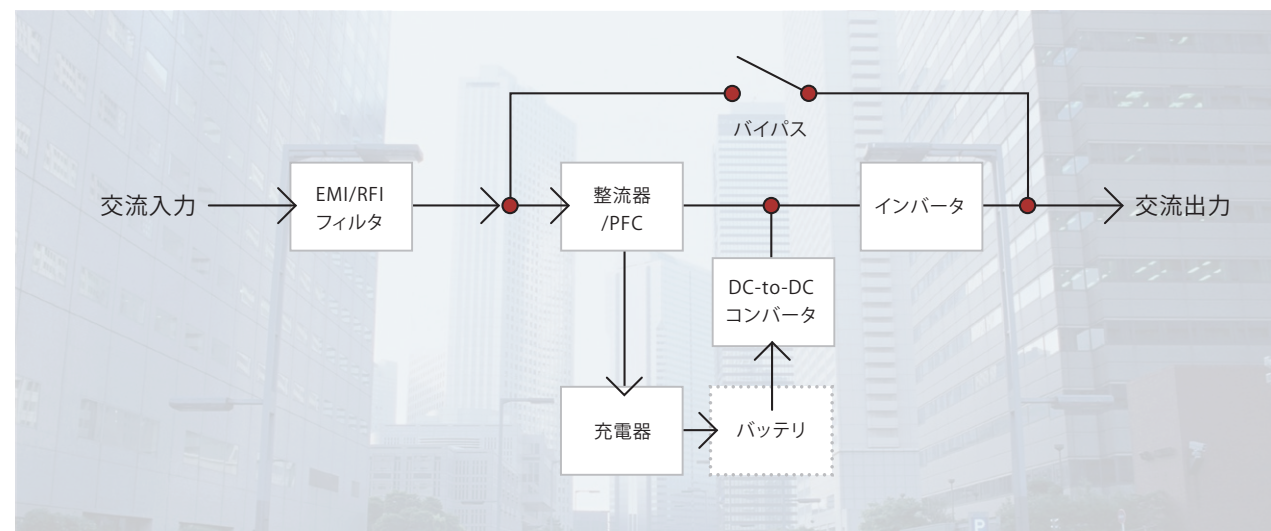 バイパス
交流入力
EMI/RFI
フィルタ
整流器
/PFC
インバータ
交流出力
DC-to-DC
コンバータ
充電器
バッテリ
P